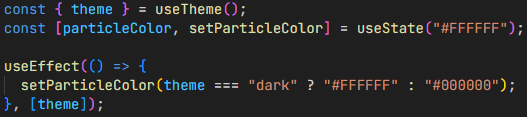 const { theme } = useTheme();
const [particleColor, setParticleColor] = useState("#FFFFFF");
useEffect(() => {
setParticleColor(theme === "dark" ? "#FFFFFF" : "#000000");
}, [theme]);